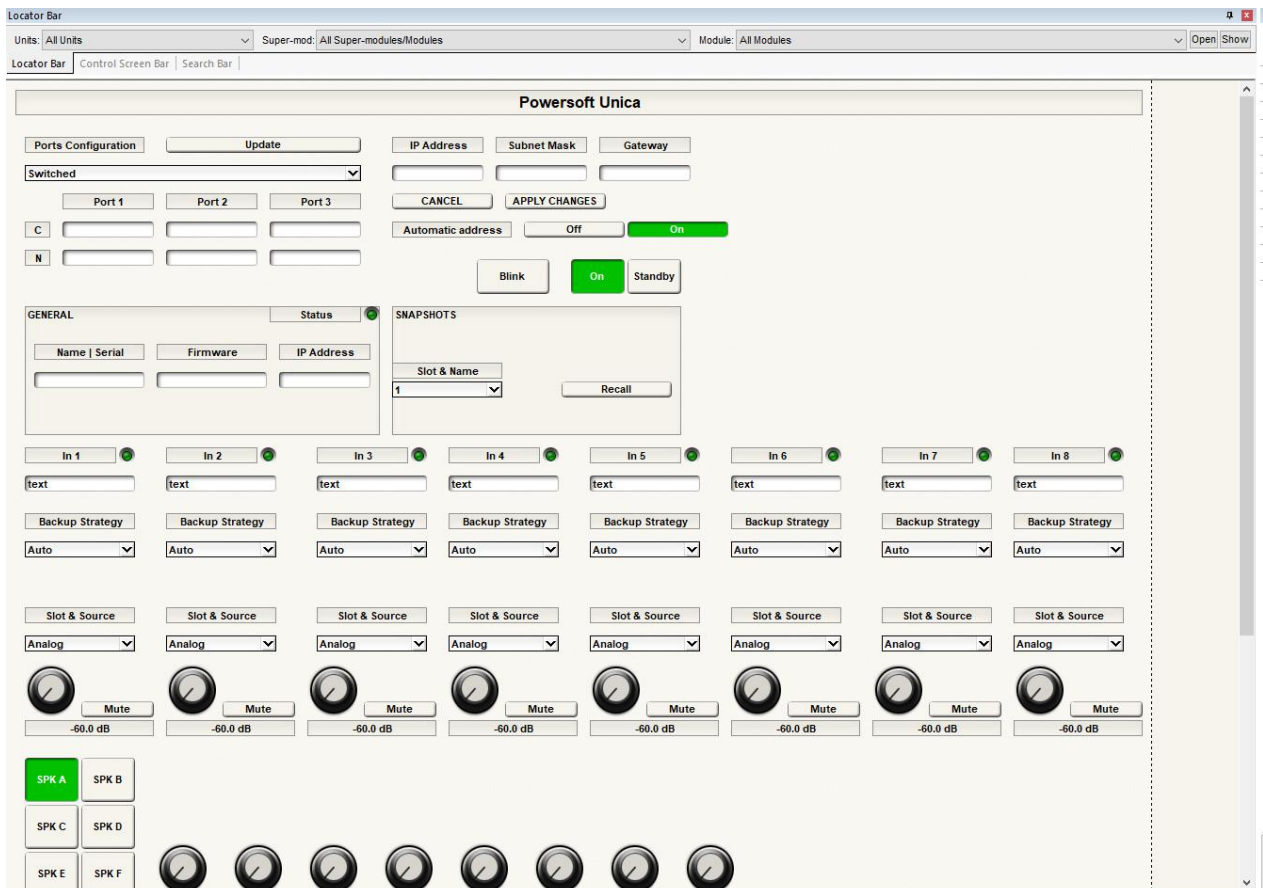 Locator Bar
Units: All Units Super-mod: All Super-modules/Modules Module: All Modules Open Show
Locator Bar Control Screen Bar Search Bar
Powersoft Unica
Ports Configuration Update IP Address Subnet Mask Gateway
Switched
Port 1 Port 2 Port 3 CANCEL APPLY CHANGES
C Automatic address Off On
N
Blink On Standby
GENERAL Status SNAPSHOTS
Name | Serial Firmware IP Address
Slot & Name
1 Recall
In 1 In 2 In 3 In 4 In 5 In 6 In 7 In 8
text text text text text text text text
Backup Strategy Backup Strategy Backup Strategy Backup Strategy Backup Strategy Backup Strategy Backup Strategy Backup Strategy
Auto Auto Auto Auto Auto Auto Auto Auto
Slot & Source Slot & Source Slot & Source Slot & Source Slot & Source Slot & Source Slot & Source Slot & Source
Analog Analog Analog Analog Analog Analog Analog Analog
Mute Mute Mute Mute Mute Mute Mute Mute
-60.0 dB -60.0 dB -60.0 dB -60.0 dB -60.0 dB -60.0 dB -60.0 dB -60.0 dB
SPK A SPK B
SPK C SPK D
SPK E SPK F